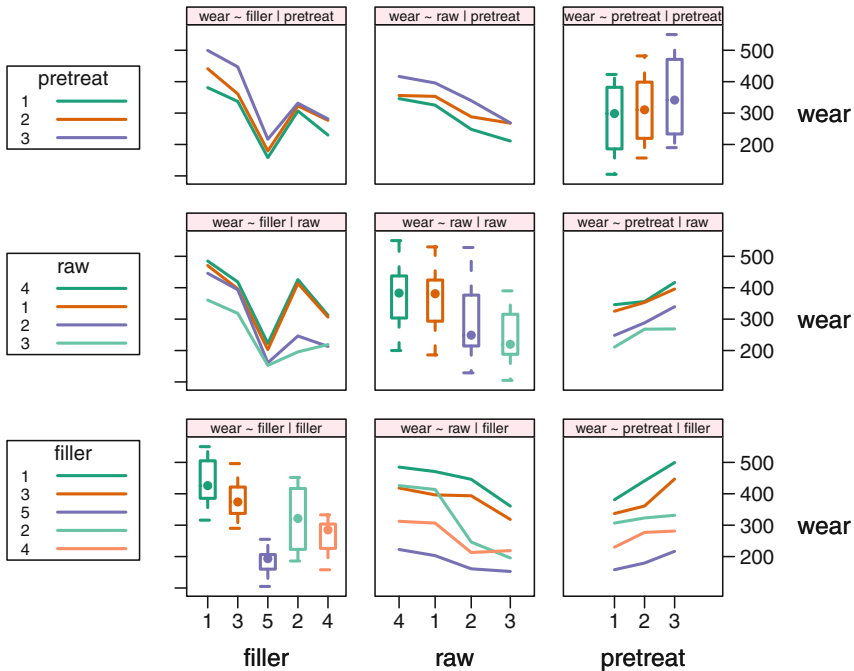 wear ~ filler | pretreat
wear ~ raw | pretreat
wear ~ pretreat | pretreat
pretreat
1
2
3
500
400
300
200
wear
wear ~ filler | raw
wear ~ raw | raw
wear ~ pretreat | raw
raw
4
1
2
3
500
400
300
200
wear
wear ~ filler | filler
wear ~ raw | filler
wear ~ pretreat | filler
filler
1
3
5
2
4
500
400
300
200
wear
1 3 5 2 4
4 1 2 3
1 2 3
filler
raw
pretreat